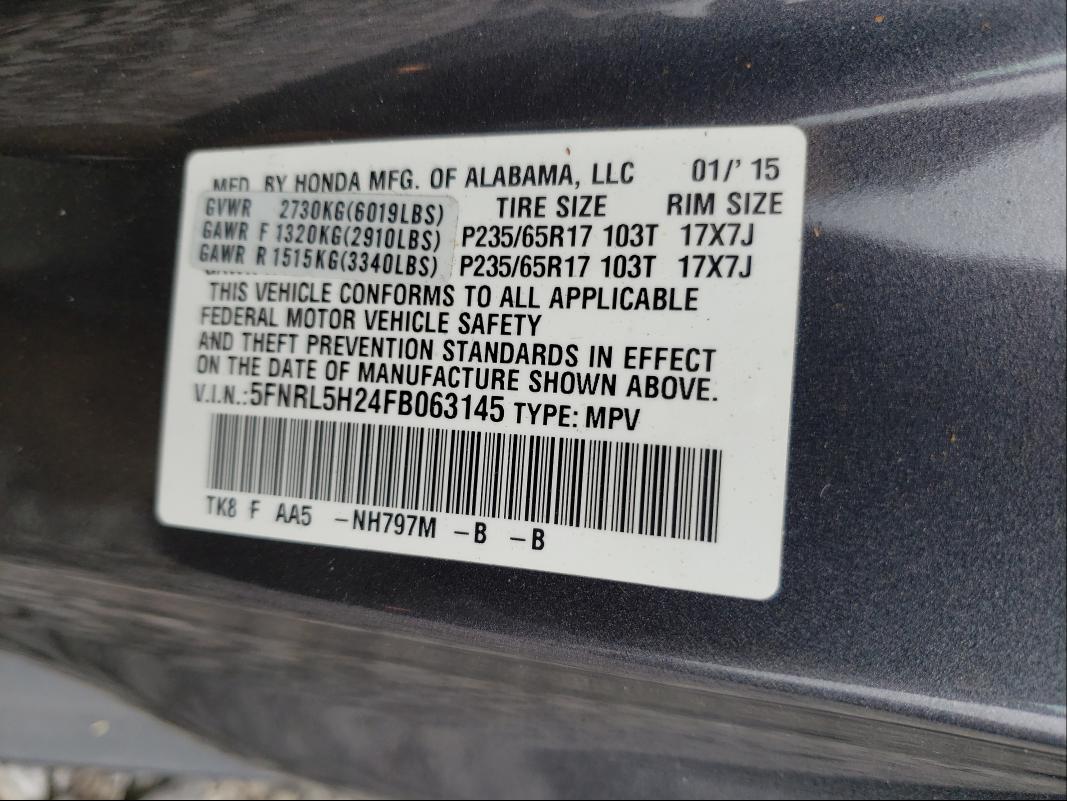 MFD. BY HONDA MFG. OF ALABAMA, LLC 01/'15
GVWR 2730KG(6019LBS) TIRE SIZE RIM SIZE
GAWR F 1320KG(2910LBS) P235/65R17 103T 17X7J
GAWR R 1515KG(3340LBS) P235/65R17 103T 17X7J
THIS VEHICLE CONFORMS TO ALL APPLICABLE
FEDERAL MOTOR VEHICLE SAFETY
AND THEFT PREVENTION STANDARDS IN EFFECT
ON THE DATE OF MANUFACTURE SHOWN ABOVE.
V.I.N.:5FNRL5H24FB063145 TYPE: MPV
TK8 F AA5 -NH797M -B -B